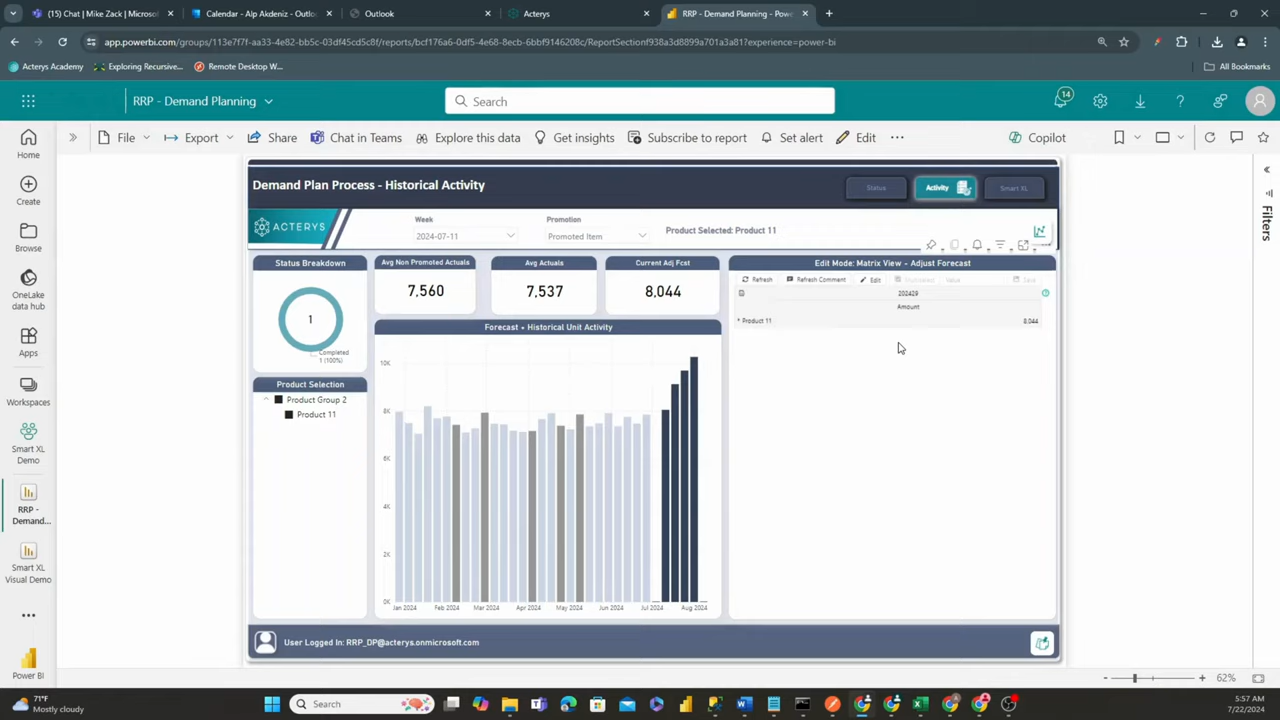 (15) Chat | Mike Zack | Microsof
Calendar - Alp Akdeniz - Outloo
Outlook
Acterys
RRP - Demand Planning - Powe
app.powerbi.com/groups/113e7f7f-aa33-4e82-bb5c-03df45cd5c8f/reports/bcf176a6-0df5-4e68-8ecb-6bbf9146208c/ReportSectionf938a3d8899a701a3a81?experience=power-bi
Acterys Academy
Exploring Recursive...
Remote Desktop W...
All Bookmarks
RRP - Demand Planning
Search
14
File
Export
Share
Chat in Teams
Explore this data
Get insights
Subscribe to report
Set alert
Edit
Copilot
Home
Create
Browse
OneLake
data hub
Apps
Workspaces
Smart XL
Demo
RRP -
Demand...
Smart XL
Visual Demo
Power BI
Filters
Demand Plan Process - Historical Activity
Status
Activity
Smart XL
ACTERYS
Week
2024-07-11
Promotion
Promoted Item
Product Selected: Product 11
Status Breakdown
1
Completed
1 (100%)
Avg Non Promoted Actuals
7,560
Avg Actuals
7,537
Current Adj Fcst
8,044
Edit Mode: Matrix View - Adjust Forecast
Refresh
Refresh Comment
Edit
Value
Save
202429
Amount
Product 11
8,044
Product Selection
Product Group 2
Product 11
Forecast + Historical Unit Activity
10K
8K
6K
4K
2K
0K
Jan 2024
Feb 2024
Mar 2024
Apr 2024
May 2024
Jun 2024
Jul 2024
Aug 2024
User Logged In: RRP_DP@acterys.onmicrosoft.com
62%
71°F
Mostly cloudy
Search
5:57 AM
7/22/2024